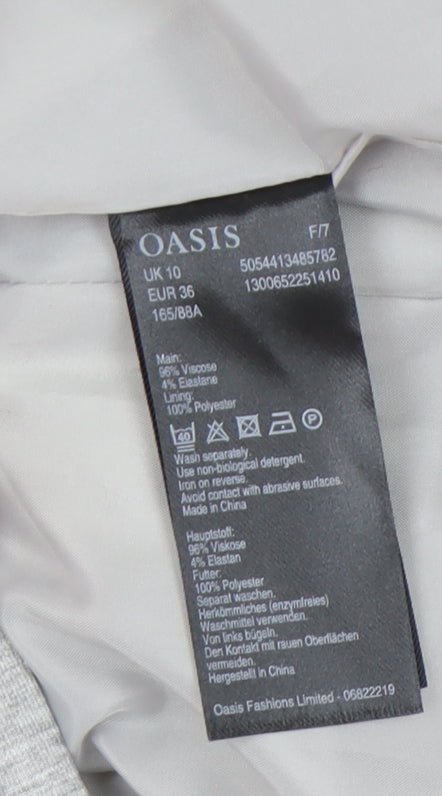 OASIS F/7
UK 10 5054413485782
EUR 36 1300652251410
165/88A
Main:
96% Viscose
4% Elastane
Lining:
100% Polyester
40 P
Wash separately.
Use non-biological detergent.
Iron on reverse.
Avoid contact with abrasive surfaces.
Made in China
Hauptstoff:
96% Viskose
4% Elastan
Futter:
100% Polyester
Separat waschen.
Herkömmliches (enzymfreies)
Waschmittel verwenden.
Von links bügeln.
Den Kontakt mit rauen Oberflächen
vermeiden.
Hergestellt in China
Oasis Fashions Limited - 06822219